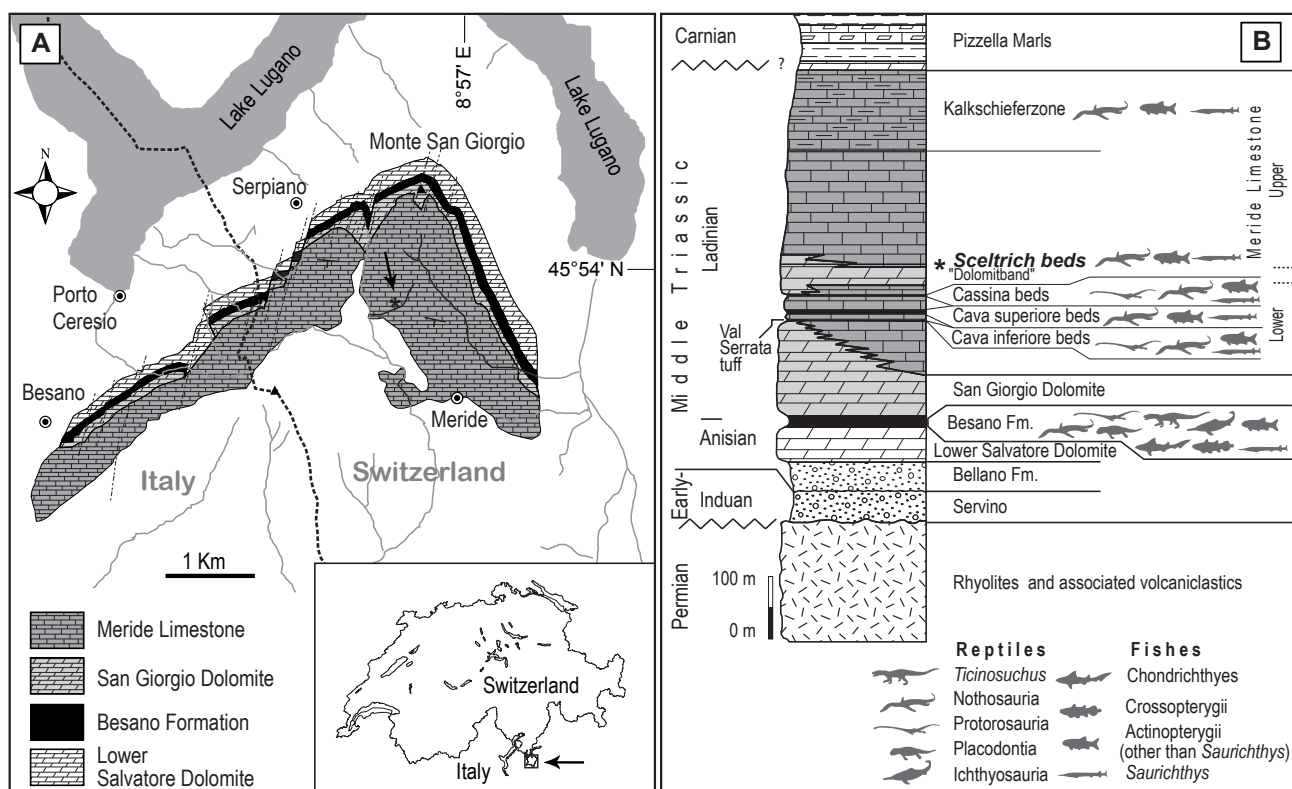 A
Lake Lugano
8°57' E
Lake Lugano
Monte San Giorgio
N
Serpiano
45°54' N
Porto
Ceresio
*
Besano
Meride
Italy
Switzerland
1 Km
Meride Limestone
San Giorgio Dolomite
Besano Formation
Lower
Salvatore Dolomite
Switzerland
Italy
B
Carnian
?
Pizzella Marls
Kalkschieferzone
Meride Limestone
Upper
Lower
Middle Triassic
Ladinian
* Sceltrich beds
"Dolomitband"
Cassina beds
Cava superiore beds
Cava inferiore beds
Val
Serrata
tuff
San Giorgio Dolomite
Anisian
Besano Fm.
Lower Salvatore Dolomite
Bellano Fm.
Early-
Induan
Servino
Permian
100 m
0 m
Rhyolites and associated volcaniclastics
Reptiles
Ticinosuchus
Nothosauria
Protorosauria
Placodontia
Ichthyosauria
Fishes
Chondrichthyes
Crossopterygii
Actinopterygii
(other than Saurichthys)
Saurichthys